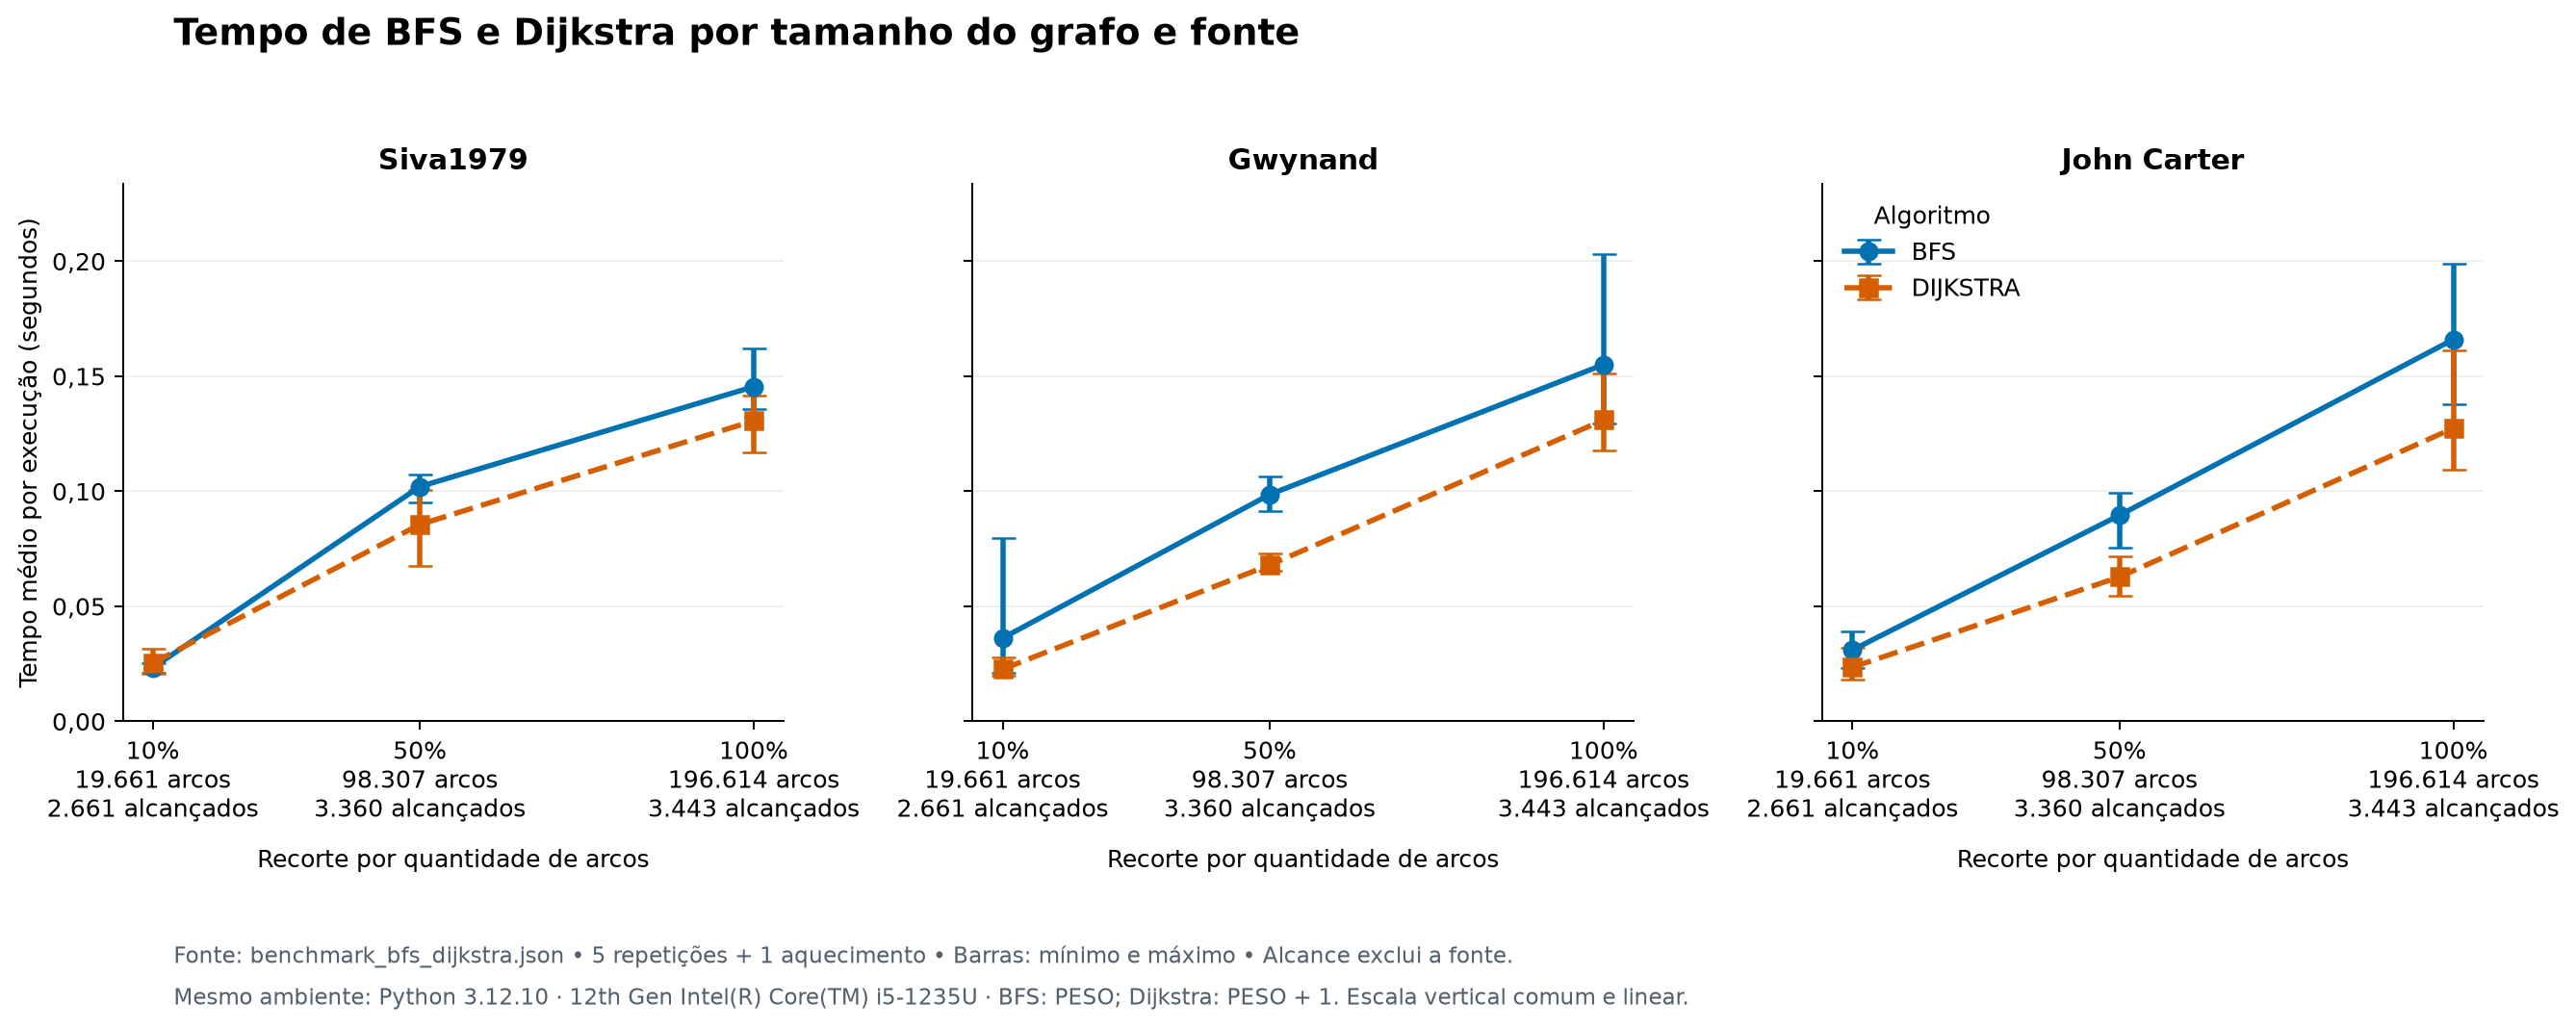 Tempo de BFS e Dijkstra por tamanho do grafo e fonte
Siva1979
Gwynand
John Carter
Tempo médio por execução (segundos)
0,20
0,15
0,10
0,05
0,00
Algoritmo
BFS
DIJKSTRA
10%
19.661 arcos
2.661 alcançados
50%
98.307 arcos
3.360 alcançados
100%
196.614 arcos
3.443 alcançados
Recorte por quantidade de arcos
10%
19.661 arcos
2.661 alcançados
50%
98.307 arcos
3.360 alcançados
100%
196.614 arcos
3.443 alcançados
Recorte por quantidade de arcos
10%
19.661 arcos
2.661 alcançados
50%
98.307 arcos
3.360 alcançados
100%
196.614 arcos
3.443 alcançados
Recorte por quantidade de arcos
Fonte: benchmark_bfs_dijkstra.json • 5 repetições + 1 aquecimento • Barras: mínimo e máximo • Alcance exclui a fonte.
Mesmo ambiente: Python 3.12.10 · 12th Gen Intel(R) Core(TM) i5-1235U · BFS: PESO; Dijkstra: PESO + 1. Escala vertical comum e linear.